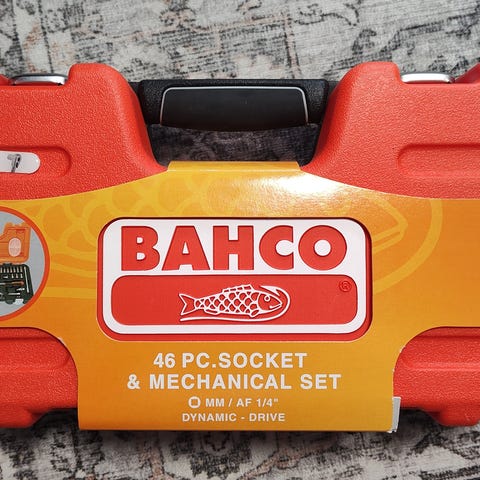 BAHCO
®
46 PC.SOCKET
& MECHANICAL SET
MM / AF 1/4"
DYNAMIC - DRIVE